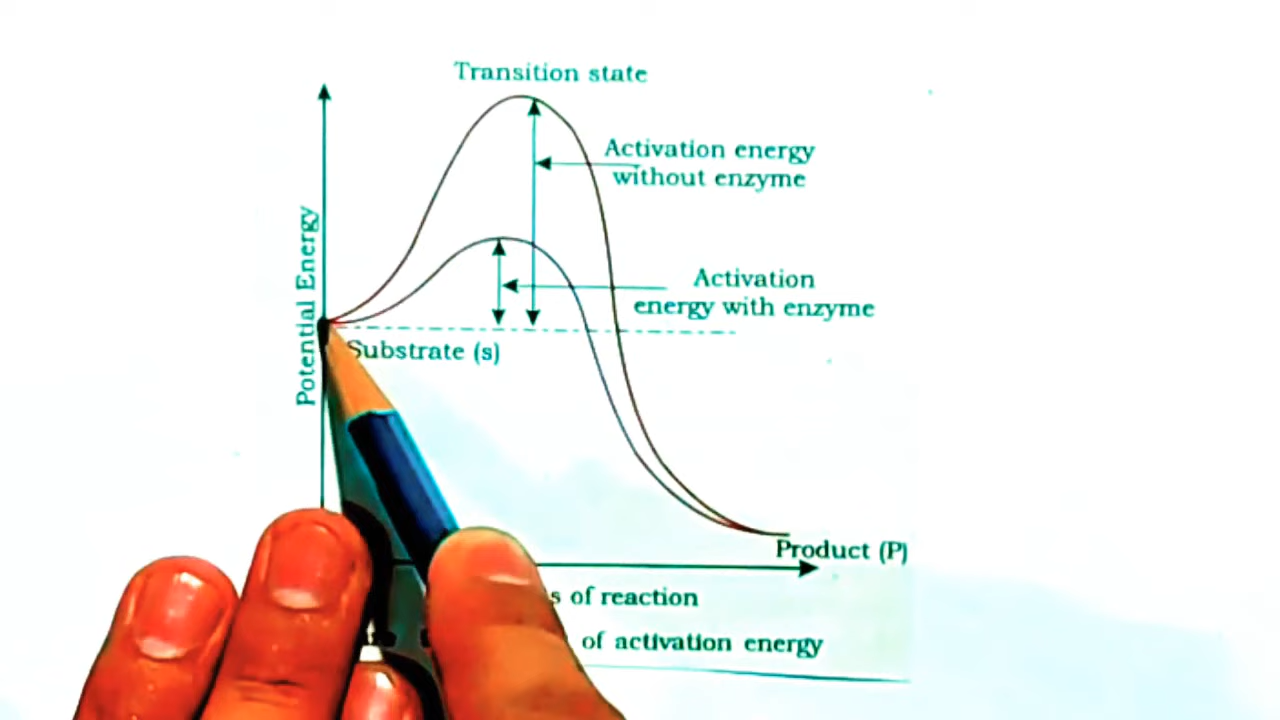 Transition state
Activation energy
without enzyme
Activation
energy with enzyme
Potential Energy
Substrate (s)
Product (P)
of reaction
of activation energy